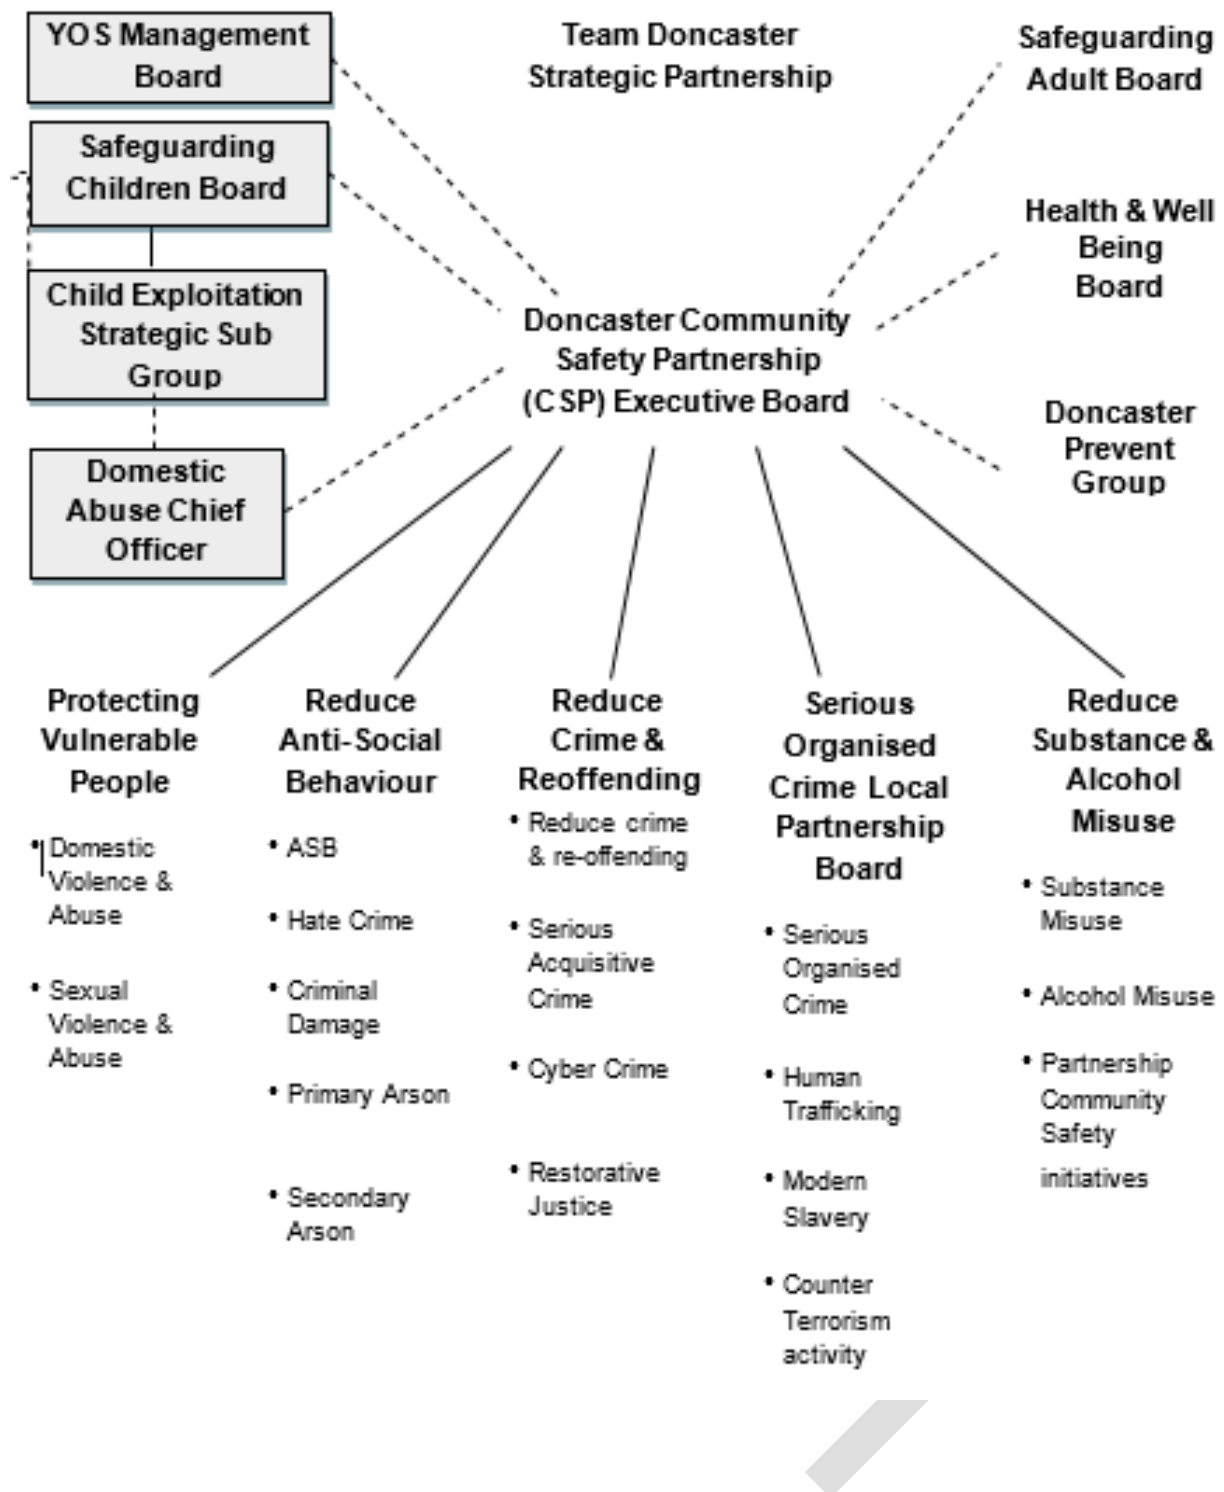 YOS Management
Board
Team Doncaster
Strategic Partnership
Safeguarding
Adult Board
Safeguarding
Children Board
Health & Well
Being
Board
Child Exploitation
Strategic Sub
Group
Doncaster Community
Safety Partnership
(CSP) Executive Board
Doncaster
Prevent
Group
Domestic
Abuse Chief
Officer
Protecting
Vulnerable
People
• Domestic
Violence &
Abuse
• Sexual
Violence &
Abuse
Reduce
Anti-Social
Behaviour
• ASB
• Hate Crime
• Criminal
Damage
• Primary Arson
• Secondary
Arson
Reduce
Crime &
Reoffending
• Reduce crime
& re-offending
• Serious
Acquisitive
Crime
• Cyber Crime
• Restorative
Justice
Serious
Organised
Crime Local
Partnership
Board
• Serious
Organised
Crime
• Human
Trafficking
• Modern
Slavery
• Counter
Terrorism
activity
Reduce
Substance &
Alcohol
Misuse
• Substance
Misuse
• Alcohol Misuse
• Partnership
Community
Safety
initiatives